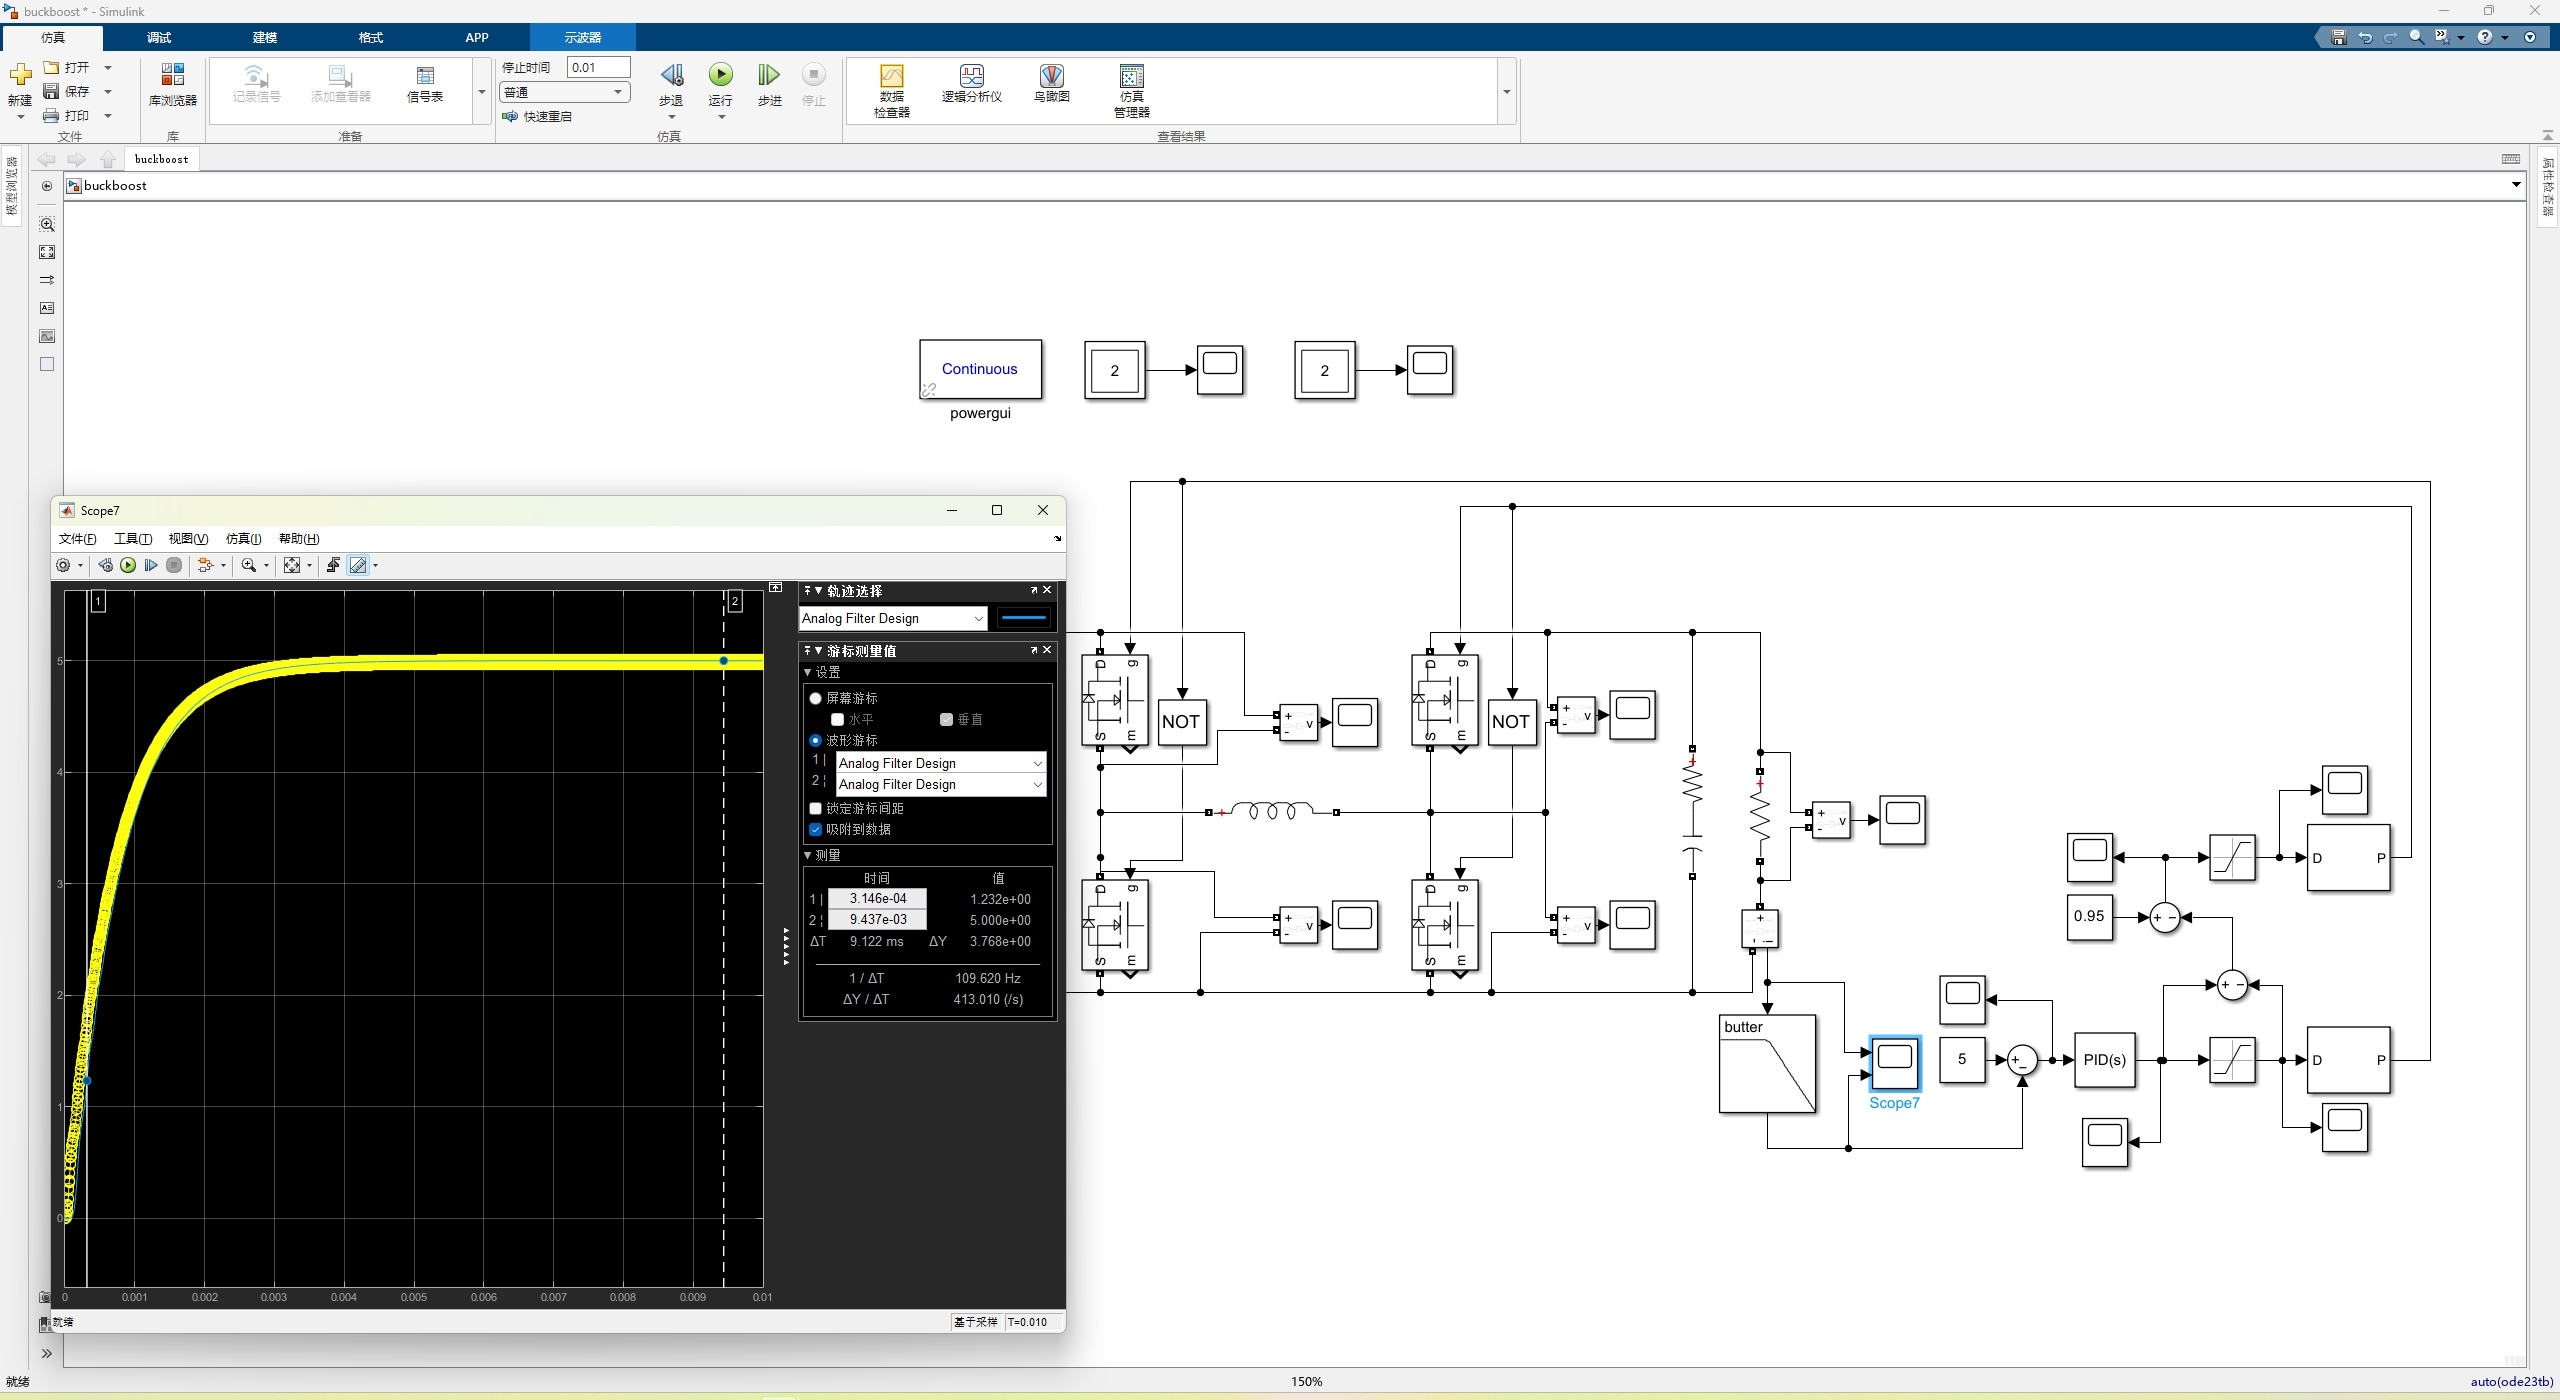 buckboost * - Simulink
仿真 调试 建模 格式 APP 示波器
新建 打开 保存 打印 文件
库浏览器 库
记录信号 添加查看器 信号表 准备
停止时间 0.01
普通
快速重启
步退 运行 步进 停止 仿真
数据检查器 逻辑分析仪 鸟瞰图 仿真管理器 查看结果
模型浏览器
属性检查器
buckboost
buckboost
Continuous
powergui
2
2
Scope7
文件(F) 工具(T) 视图(V) 仿真(I) 帮助(H)
1
2
5
4
3
2
1
0
0 0.001 0.002 0.003 0.004 0.005 0.006 0.007 0.008 0.009 0.01
轨迹选择
Analog Filter Design
游标测量值
设置
屏幕游标
水平 垂直
波形游标
1 | Analog Filter Design
2 ¦ Analog Filter Design
锁定游标间距
吸附到数据
测量
时间 值
1 | 3.146e-04 1.232e+00
2 ¦ 9.437e-03 5.000e+00
ΔT 9.122 ms ΔY 3.768e+00
1 / ΔT 109.620 Hz
ΔY / ΔT 413.010 (/s)
就绪 基于采样 T=0.010
D g S m
NOT
+ - v
D g S m
NOT
+ - v
D g S m
+ - v
D g S m
+ - v
+ - v
butter
Scope7
5
PID(s)
0.95
D P
D P
就绪 150% auto(ode23tb)